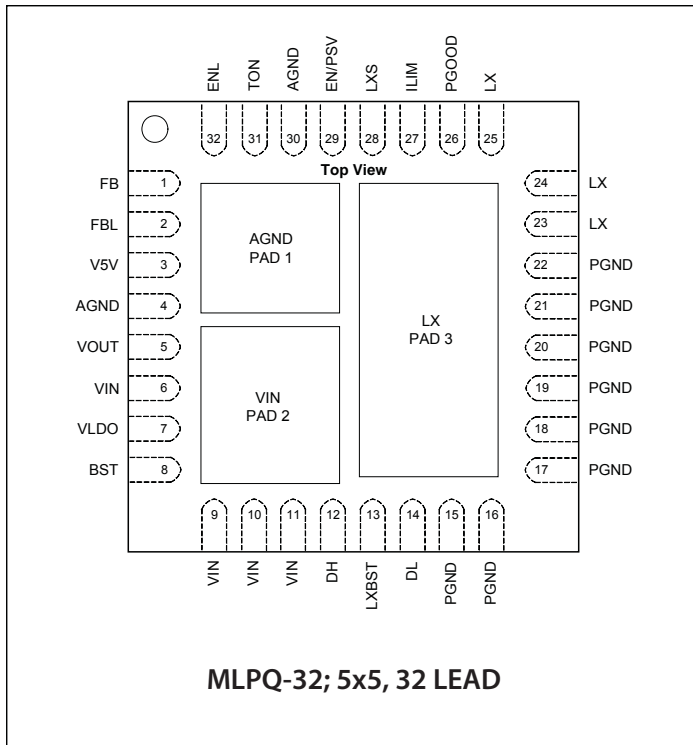 ENL
TON
AGND
EN/PSV
LXS
ILIM
PGOOD
LX
32
31
30
29
28
27
26
25
Top View
FB 1
FBL 2
V5V 3
AGND 4
VOUT 5
VIN 6
VLDO 7
BST 8
AGND
PAD 1
VIN
PAD 2
LX
PAD 3
24 LX
23 LX
22 PGND
21 PGND
20 PGND
19 PGND
18 PGND
17 PGND
9
10
11
12
13
14
15
16
VIN
VIN
VIN
DH
LXBST
DL
PGND
PGND
MLPQ-32; 5x5, 32 LEAD